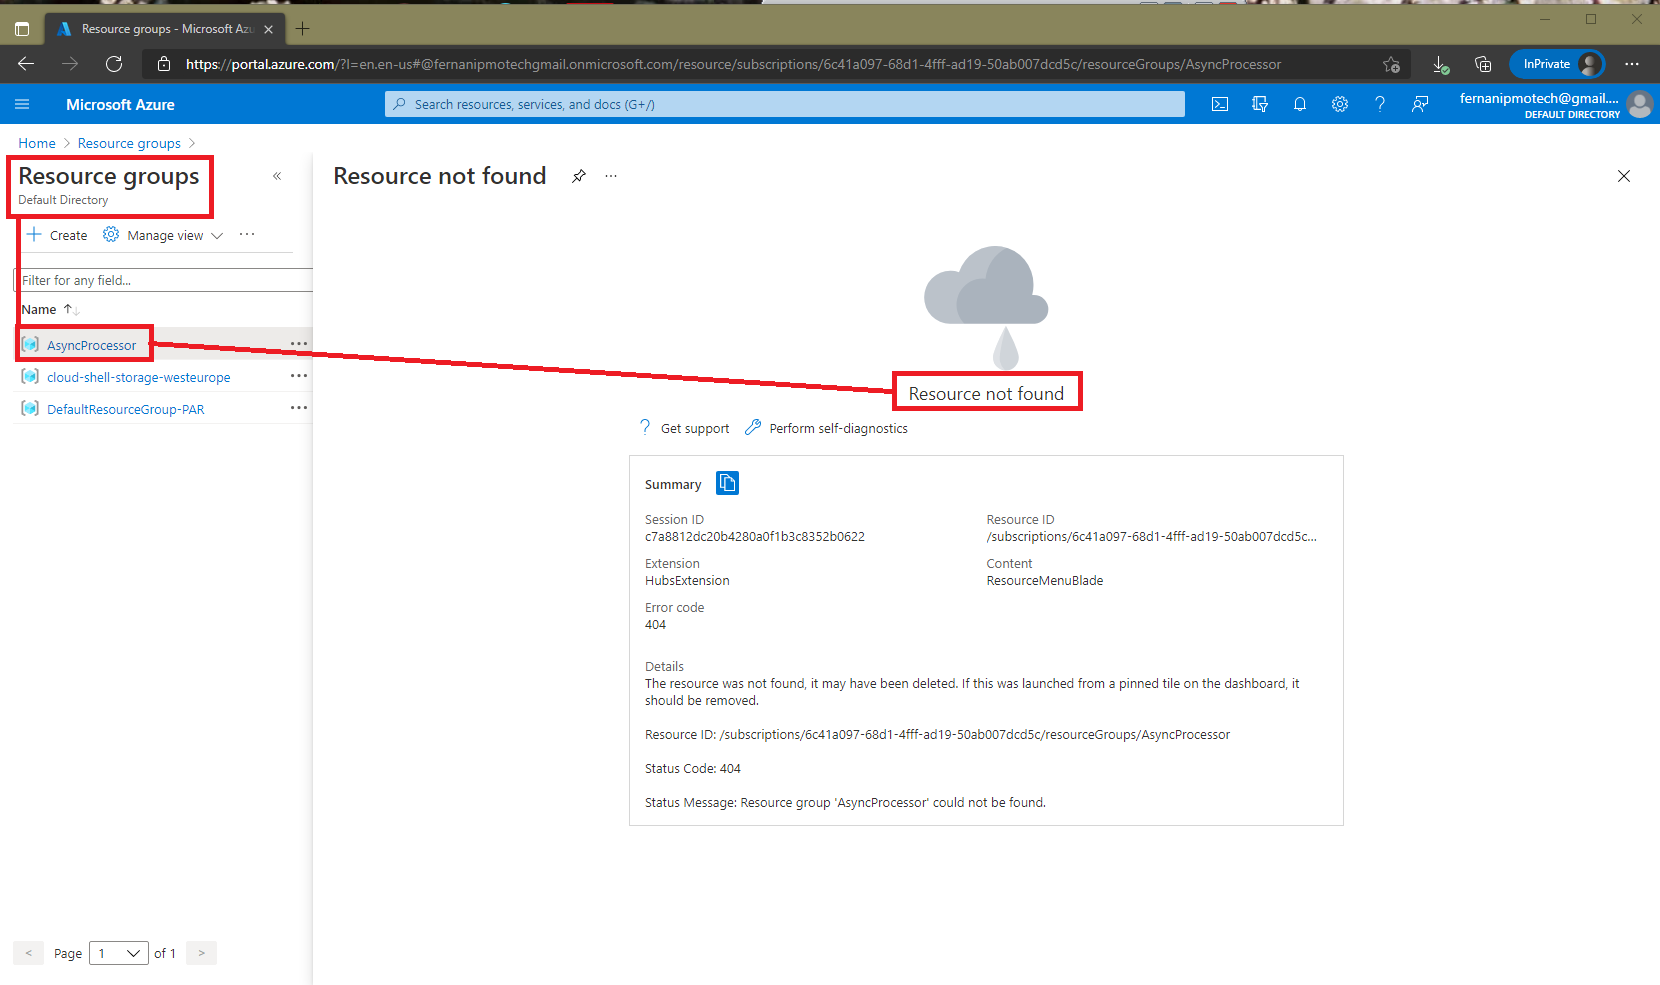 Resource groups - Microsoft Azu
https://portal.azure.com/?l=en.en-us#@fernanipmotechgmail.onmicrosoft.com/resource/subscriptions/6c41a097-68d1-4fff-ad19-50ab007dcd5c/resourceGroups/AsyncProcessor
InPrivate
Microsoft Azure
Search resources, services, and docs (G+/)
fernanipmotech@gmail....
DEFAULT DIRECTORY
Home > Resource groups >
Resource groups
Default Directory
Create
Manage view
Filter for any field...
Name
AsyncProcessor
cloud-shell-storage-westeurope
DefaultResourceGroup-PAR
< Page 1 of 1 >
Resource not found
Resource not found
Get support
Perform self-diagnostics
Summary
Session ID
c7a8812dc20b4280a0f1b3c8352b0622
Resource ID
/subscriptions/6c41a097-68d1-4fff-ad19-50ab007dcd5c...
Extension
HubsExtension
Content
ResourceMenuBlade
Error code
404
Details
The resource was not found, it may have been deleted. If this was launched from a pinned tile on the dashboard, it
should be removed.
Resource ID: /subscriptions/6c41a097-68d1-4fff-ad19-50ab007dcd5c/resourceGroups/AsyncProcessor
Status Code: 404
Status Message: Resource group 'AsyncProcessor' could not be found.